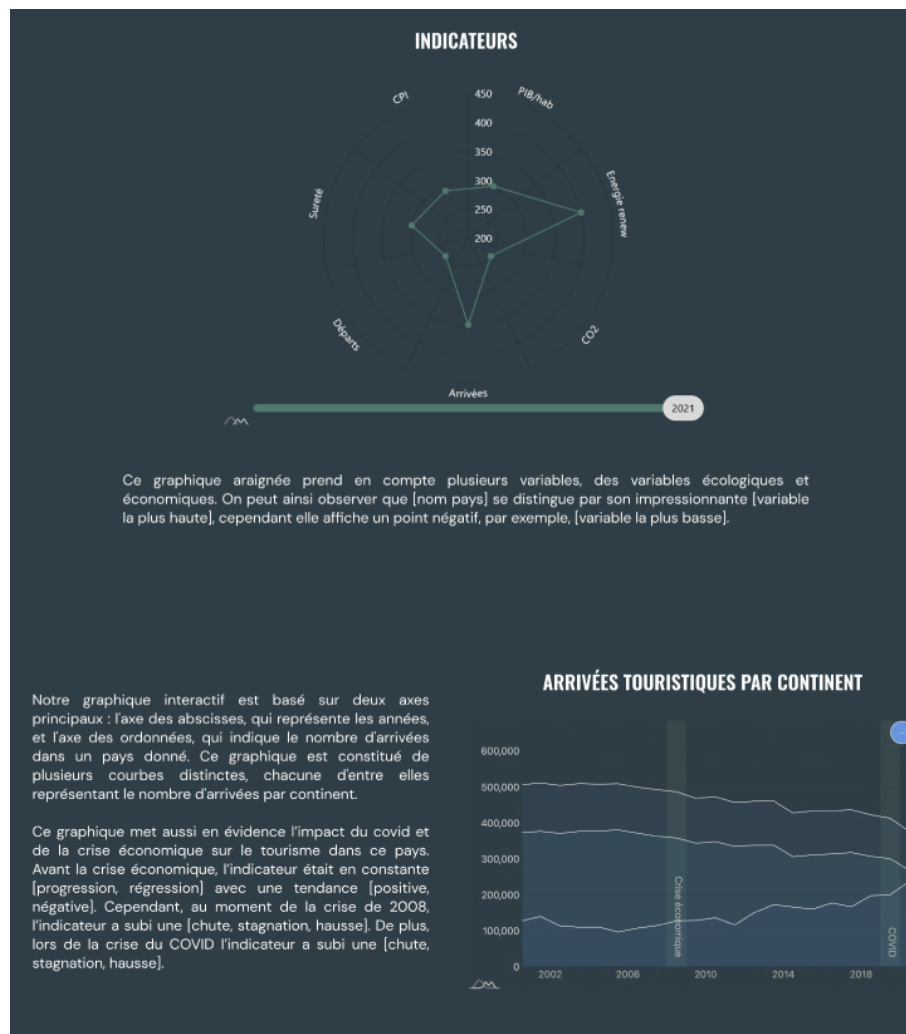 INDICATEURS
450
CPI
PIB/hab
400
350
300
Sureté
Energie renew
250
200
Départs
CO2
Arrivées
2021
Ce graphique araignée prend en compte plusieurs variables, des variables écologiques et
économiques. On peut ainsi observer que [nom pays] se distingue par son impressionnante [variable
la plus haute], cependant elle affiche un point négatif, par exemple, [variable la plus basse].
Notre graphique interactif est basé sur deux axes
principaux : l'axe des abscisses, qui représente les années,
et l'axe des ordonnées, qui indique le nombre d'arrivées
dans un pays donné. Ce graphique est constitué de
plusieurs courbes distinctes, chacune d'entre elles
représentant le nombre d'arrivées par continent.
Ce graphique met aussi en évidence l'impact du covid et
de la crise économique sur le tourisme dans ce pays.
Avant la crise économique, l'indicateur était en constante
[progression, régression] avec une tendance [positive,
négative]. Cependant, au moment de la crise de 2008,
l'indicateur a subi une [chute, stagnation, hausse]. De plus,
lors de la crise du COVID l'indicateur a subi une [chute,
stagnation, hausse].
ARRIVÉES TOURISTIQUES PAR CONTINENT
600,000
500,000
400,000
300,000
200,000
100,000
0
Crise économique
COVID
2002
2006
2010
2014
2018